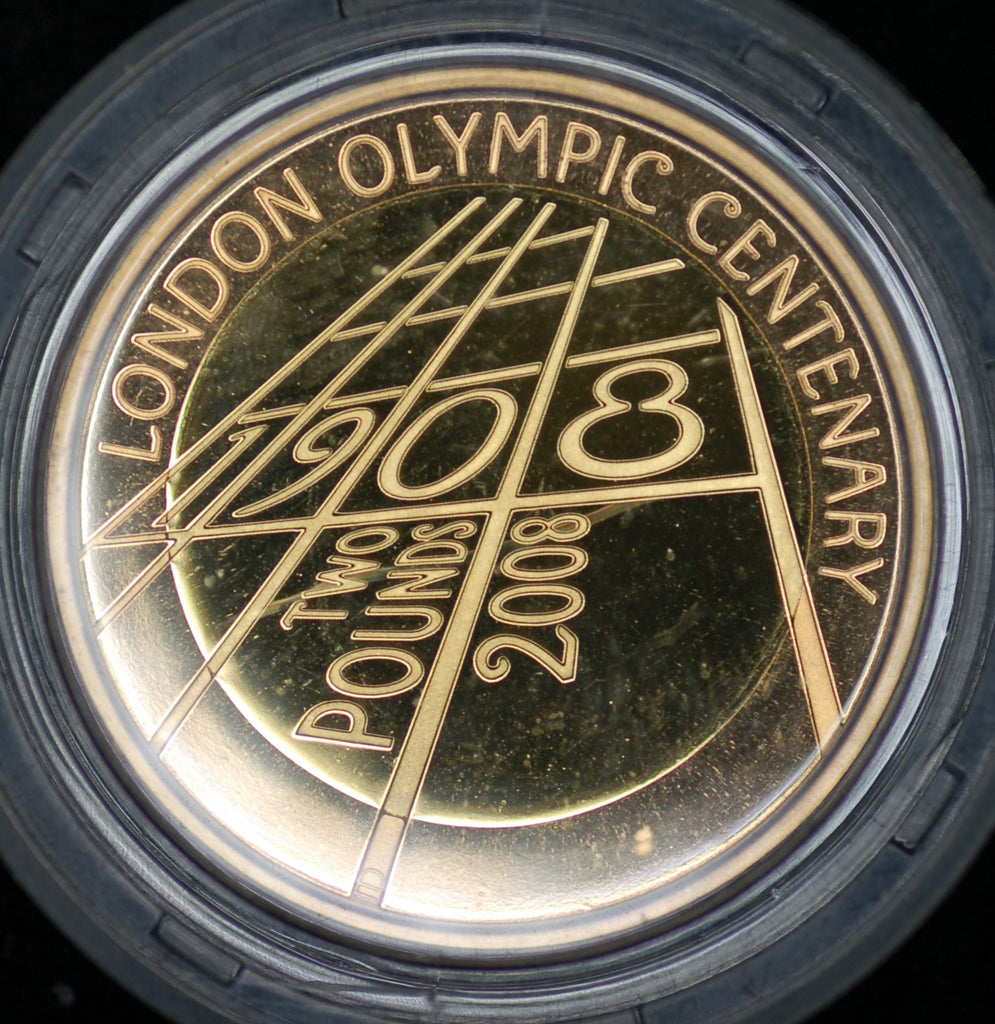 LONDON OLYMPIC CENTENARY
1908
TWO
POUNDS
2008